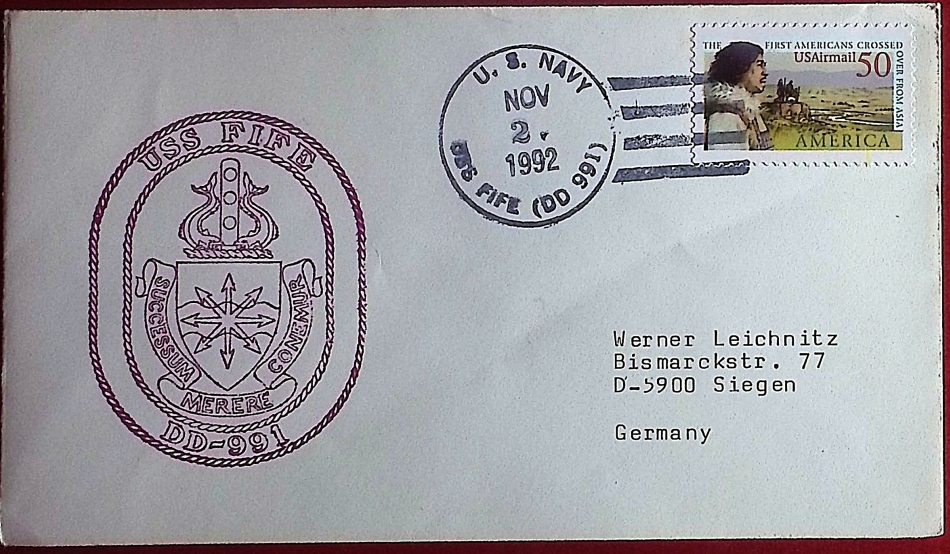 USS FIFE
SUCCESSUM
MERERE
CONEMUR
DD-991
U. S. NAVY
NOV
2
1992
USS FIFE (DD 991)
THE FIRST AMERICANS CROSSED
OVER FROM ASIA
USAirmail 50
AMERICA
Werner Leichnitz
Bismarckstr. 77
D-5900 Siegen
Germany